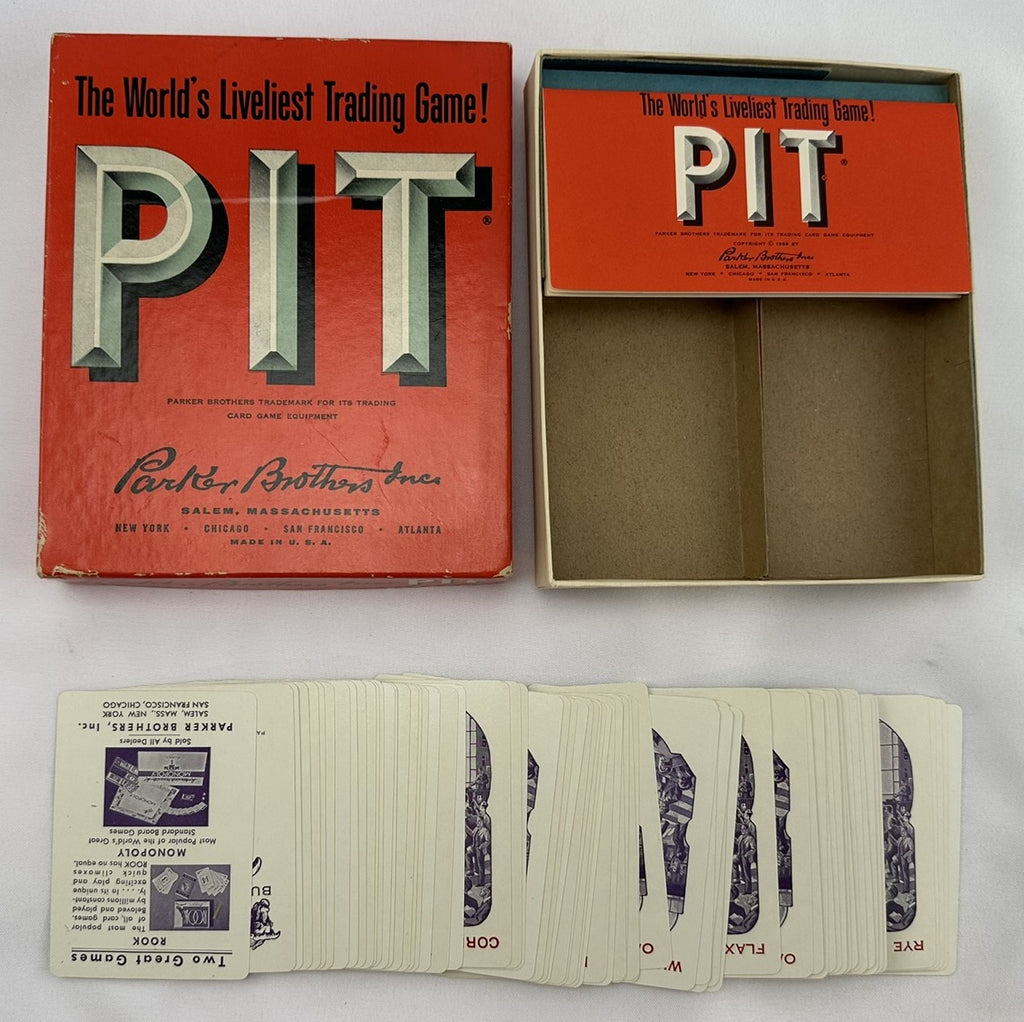 The World's Liveliest Trading Game!
PIT
®
PARKER BROTHERS TRADEMARK FOR ITS TRADING
CARD GAME EQUIPMENT
Parker Brothers Inc.
SALEM, MASSACHUSETTS
NEW YORK • CHICAGO • SAN FRANCISCO • ATLANTA
MADE IN U. S. A.
The World's Liveliest Trading Game!
PIT
®
PARKER BROTHERS TRADEMARK FOR ITS TRADING CARD GAME EQUIPMENT
Parker Brothers Inc
SALEM, MASSACHUSETTS
NEW YORK • CHICAGO • SAN FRANCISCO • ATLANTA
MADE IN U.S.A.
Two Great Games
ROOK
The most popular
of all, card games.
Beloved and played
by millions constant-
ly. . . . In its unique
exciting play and
quick climaxes
ROOK has no equal.
MONOPOLY
Most Popular of the World's Great
Standard Board Games
MONOPOLY
Sold by All Dealers
PARKER BROTHERS, Inc.
SALEM, MASS., NEW YORK
SAN FRANCISCO, CHICAGO
BU
COR
O
W
FLAX
O
RYE